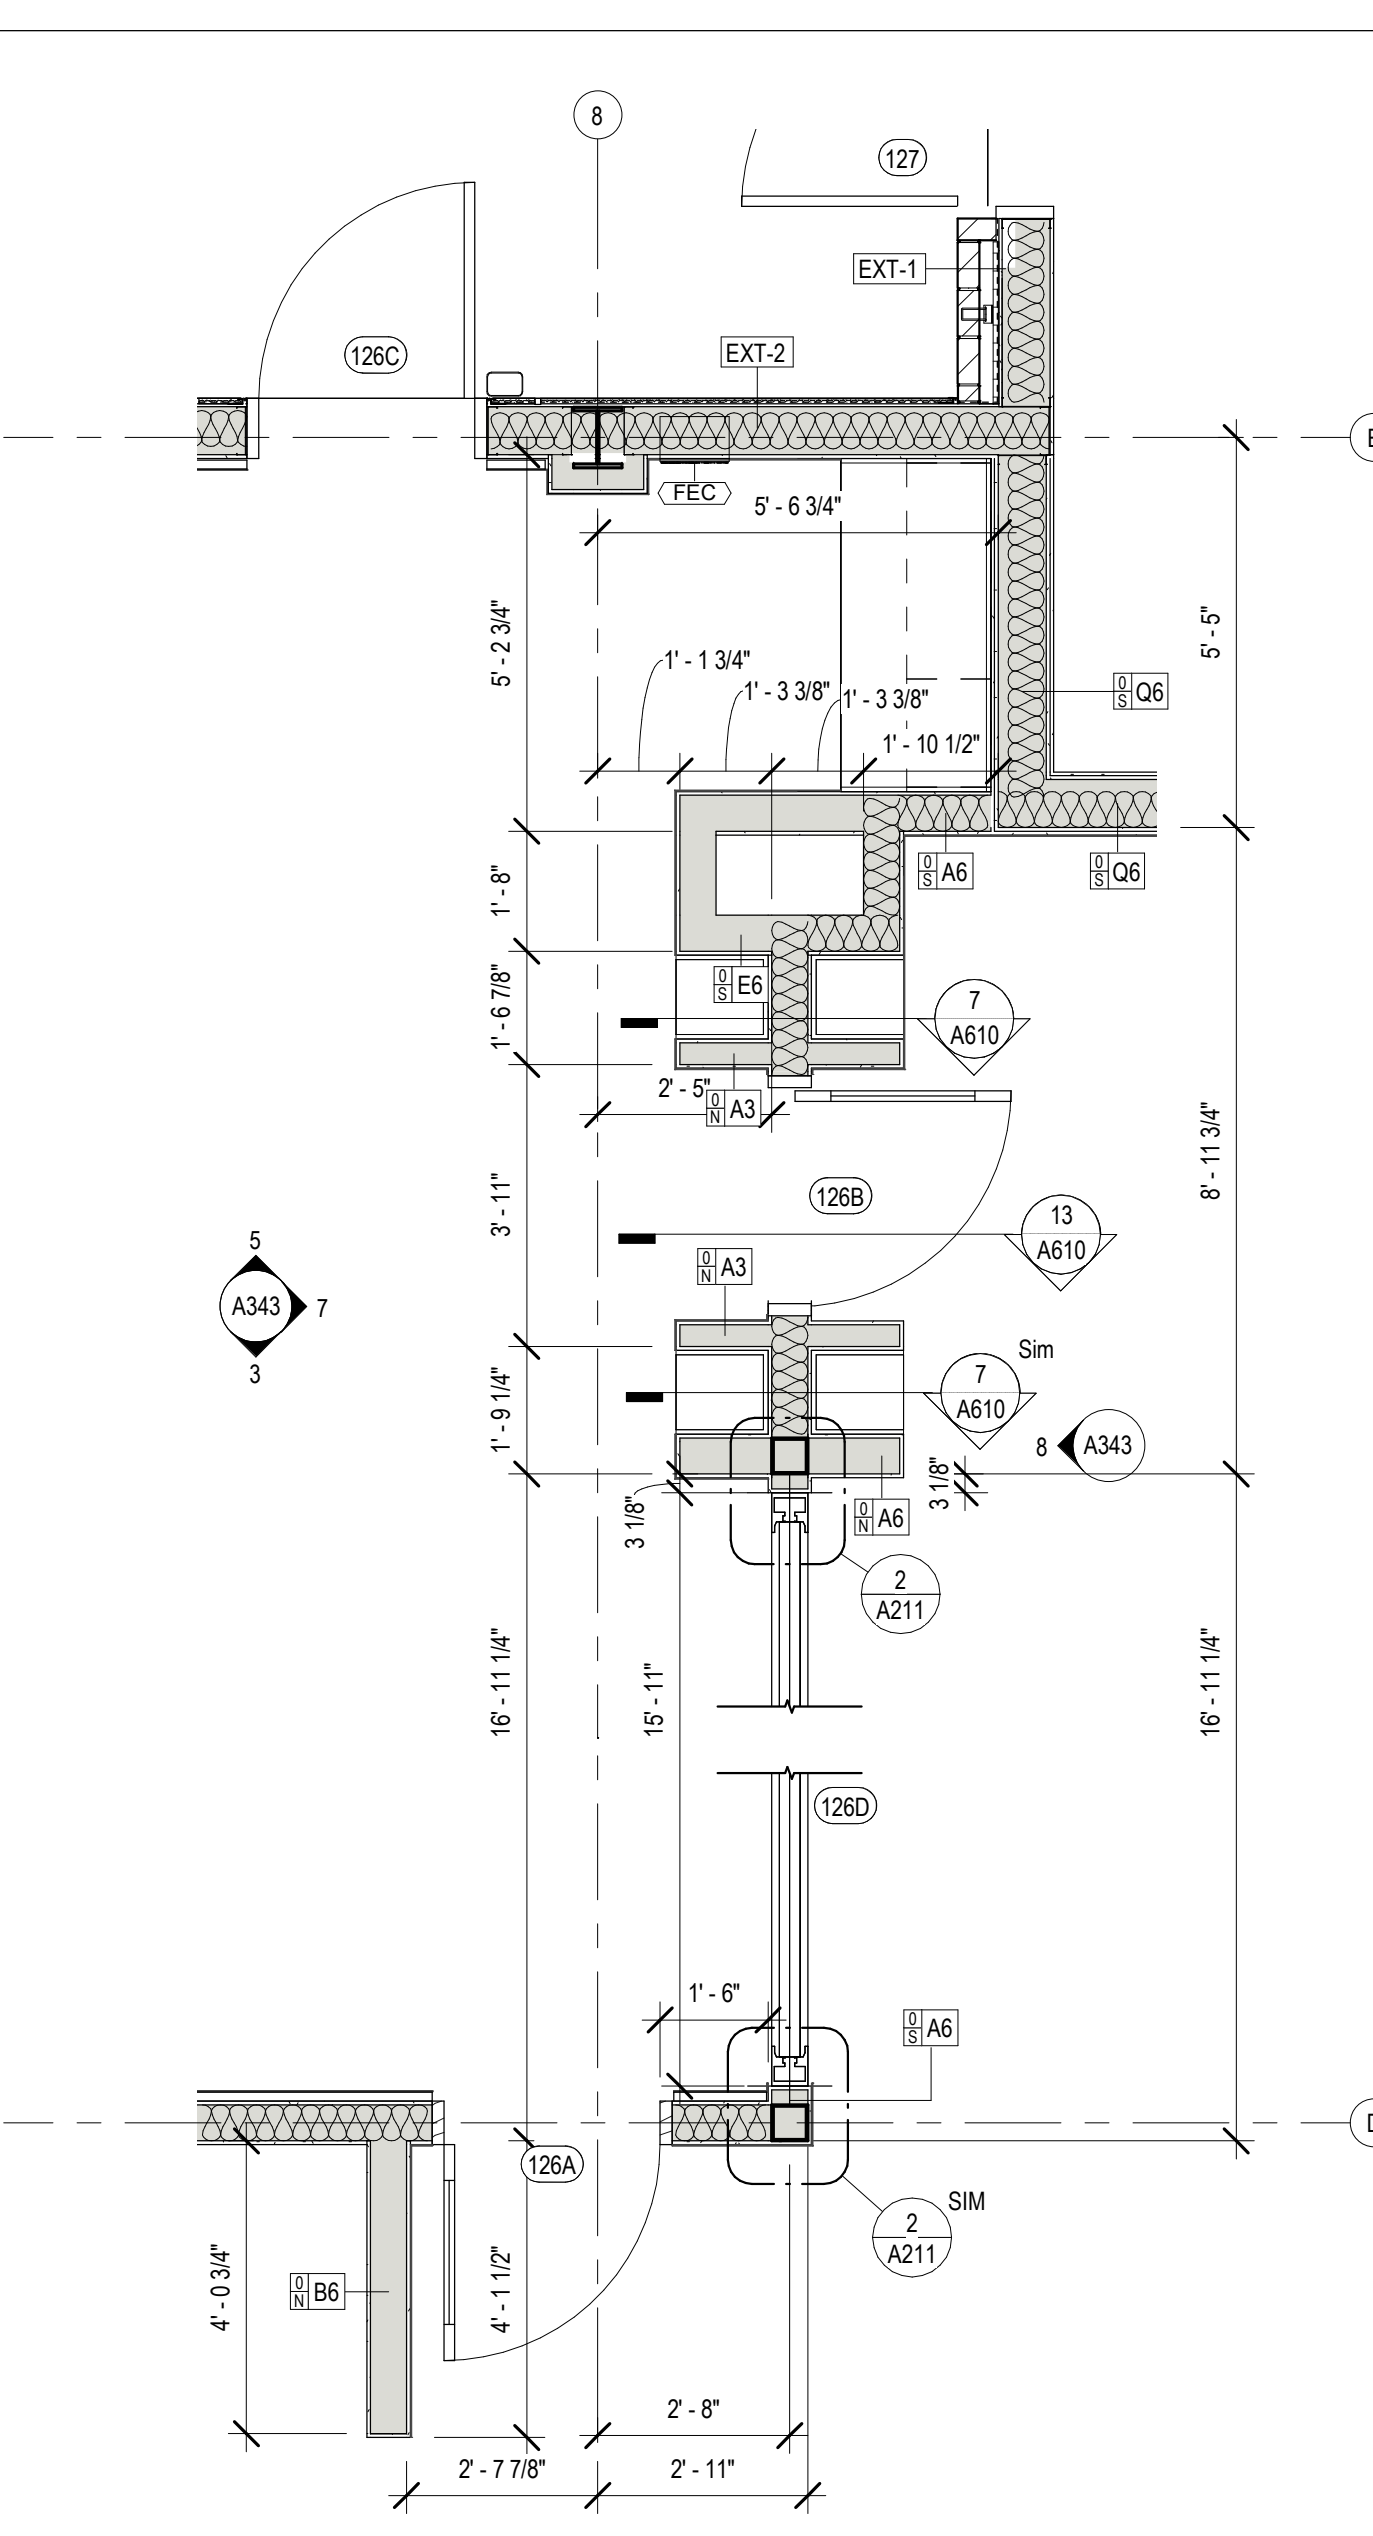 8
127
EXT-1
126C
EXT-2
FEC
5' - 6 3/4"
5' - 2 3/4"
5' - 5"
1' - 1 3/4"
1' - 3 3/8"
1' - 3 3/8"
0
S
Q6
1' - 10 1/2"
0
S
A6
0
S
Q6
1' - 8"
0
S
E6
1' - 6 7/8"
7
A610
2' - 5"
0
N
A3
8' - 11 3/4"
126B
3' - 11"
13
A610
5
A343
7
3
0
N
A3
Sim
7
A610
1' - 9 1/4"
8
A343
3 1/8"
3 1/8"
0
N
A6
2
A211
16' - 11 1/4"
15' - 11"
16' - 11 1/4"
126D
1' - 6"
0
S
A6
D
126A
SIM
2
A211
4' - 0 3/4"
0
N
B6
4' - 1 1/2"
2' - 8"
2' - 7 7/8"
2' - 11"